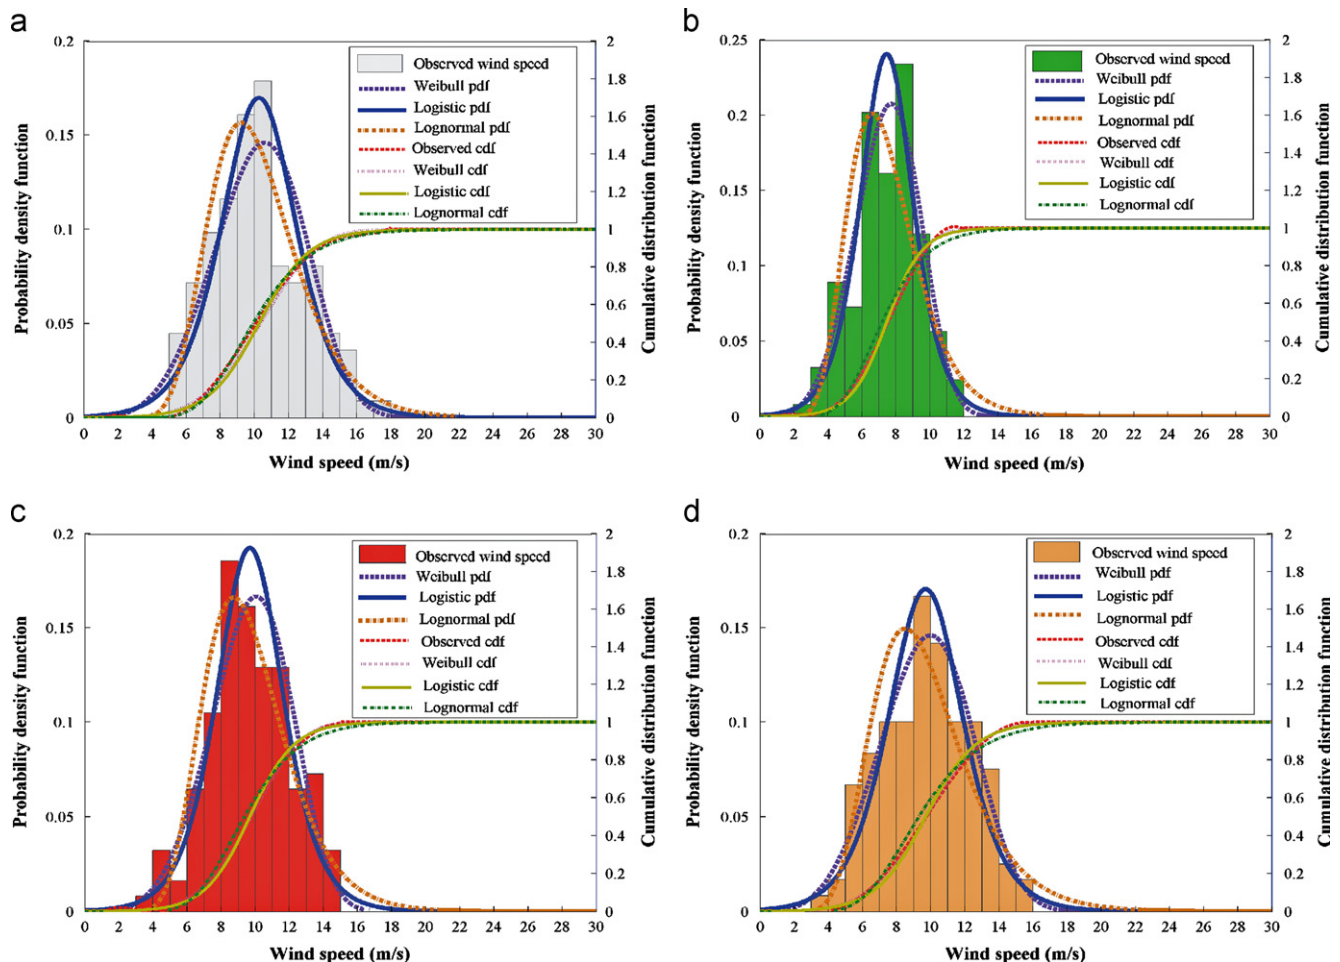 a
0.2
0.15
0.1
0.05
0
2
1.8
1.6
1.4
1.2
1
0.8
0.6
0.4
0.2
0
Probability density function
Cumulative distribution function
Observed wind speed
Weibull pdf
Logistic pdf
Lognormal pdf
Observed cdf
Weibull cdf
Logistic cdf
Lognormal cdf
0 2 4 6 8 10 12 14 16 18 20 22 24 26 28 30
Wind speed (m/s)
b
0.25
0.2
0.15
0.1
0.05
0
2
1.8
1.6
1.4
1.2
1
0.8
0.6
0.4
0.2
0
Probability density function
Cumulative distribution function
Observed wind speed
Weibull pdf
Logistic pdf
Lognormal pdf
Observed cdf
Weibull cdf
Logistic cdf
Lognormal cdf
0 2 4 6 8 10 12 14 16 18 20 22 24 26 28 30
Wind speed (m/s)
c
0.2
0.15
0.1
0.05
0
2
1.8
1.6
1.4
1.2
1
0.8
0.6
0.4
0.2
0
Probability density function
Cumulative distribution function
Observed wind speed
Weibull pdf
Logistic pdf
Lognormal pdf
Observed cdf
Weibull cdf
Logistic cdf
Lognormal cdf
0 2 4 6 8 10 12 14 16 18 20 22 24 26 28 30
Wind speed (m/s)
d
0.2
0.15
0.1
0.05
0
2
1.8
1.6
1.4
1.2
1
0.8
0.6
0.4
0.2
0
Probability density function
Cumulative distribution function
Observed wind speed
Weibull pdf
Logistic pdf
Lognormal pdf
Observed cdf
Weibull cdf
Logistic cdf
Lognormal cdf
0 2 4 6 8 10 12 14 16 18 20 22 24 26 28 30
Wind speed (m/s)